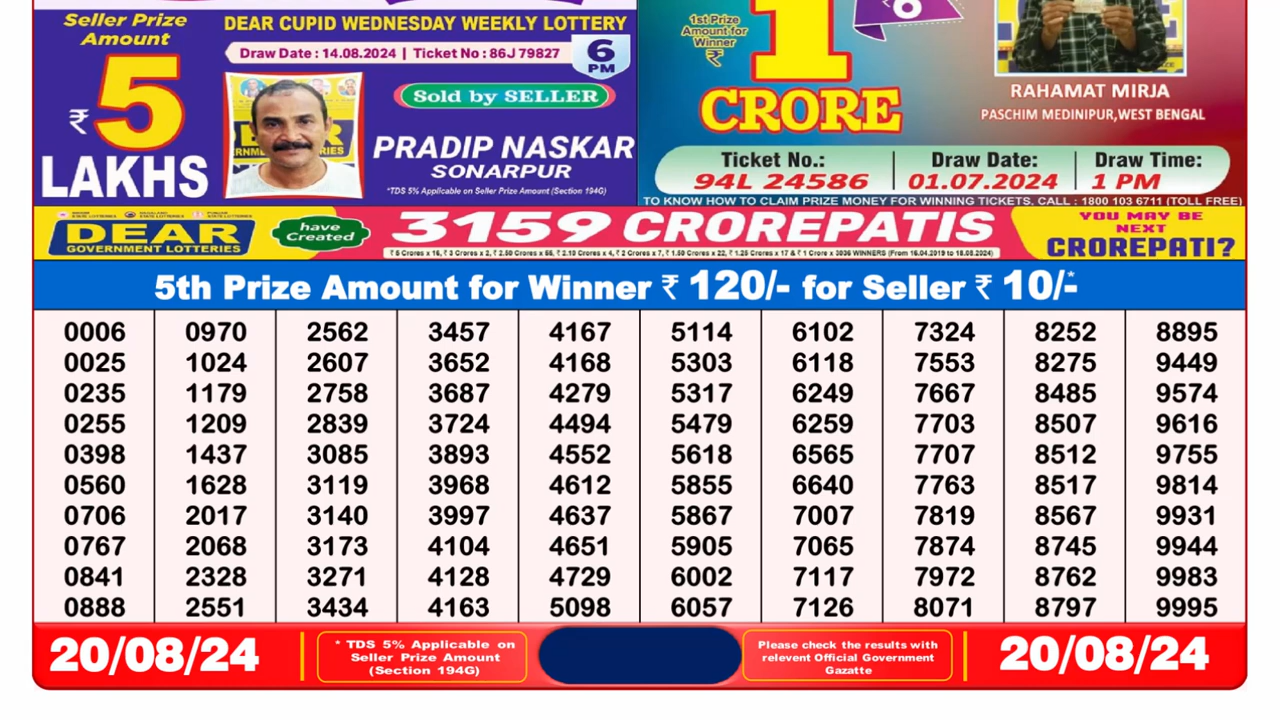 Seller Prize
Amount
₹ 5
LAKHS
DEAR CUPID WEDNESDAY WEEKLY LOTTERY
Draw Date : 14.08.2024 | Ticket No : 86J 79827
6
PM
Sold by SELLER
PRADIP NASKAR
SONARPUR
*TDS 5% Applicable on Seller Prize Amount (Section 194G)
1st Prize
Amount for
Winner
₹
1
CRORE
RAHAMAT MIRJA
PASCHIM MEDINIPUR,WEST BENGAL
Ticket No.: Draw Date: Draw Time:
94L 24586 01.07.2024 1 PM
TO KNOW HOW TO CLAIM PRIZE MONEY FOR WINNING TICKETS, CALL : 1800 103 6711 (TOLL FREE)
DEAR
GOVERNMENT LOTTERIES
have
Created
3159 CROREPATIS
YOU MAY BE
NEXT
CROREPATI?
5th Prize Amount for Winner ₹ 120/- for Seller ₹ 10/-*
0006 0970 2562 3457 4167 5114 6102 7324 8252 8895
0025 1024 2607 3652 4168 5303 6118 7553 8275 9449
0235 1179 2758 3687 4279 5317 6249 7667 8485 9574
0255 1209 2839 3724 4494 5479 6259 7703 8507 9616
0398 1437 3085 3893 4552 5618 6565 7707 8512 9755
0560 1628 3119 3968 4612 5855 6640 7763 8517 9814
0706 2017 3140 3997 4637 5867 7007 7819 8567 9931
0767 2068 3173 4104 4651 5905 7065 7874 8745 9944
0841 2328 3271 4128 4729 6002 7117 7972 8762 9983
0888 2551 3434 4163 5098 6057 7126 8071 8797 9995
20/08/24
* TDS 5% Applicable on
Seller Prize Amount
(Section 194G)
Please check the results with
relevent Official Government
Gazatte
20/08/24